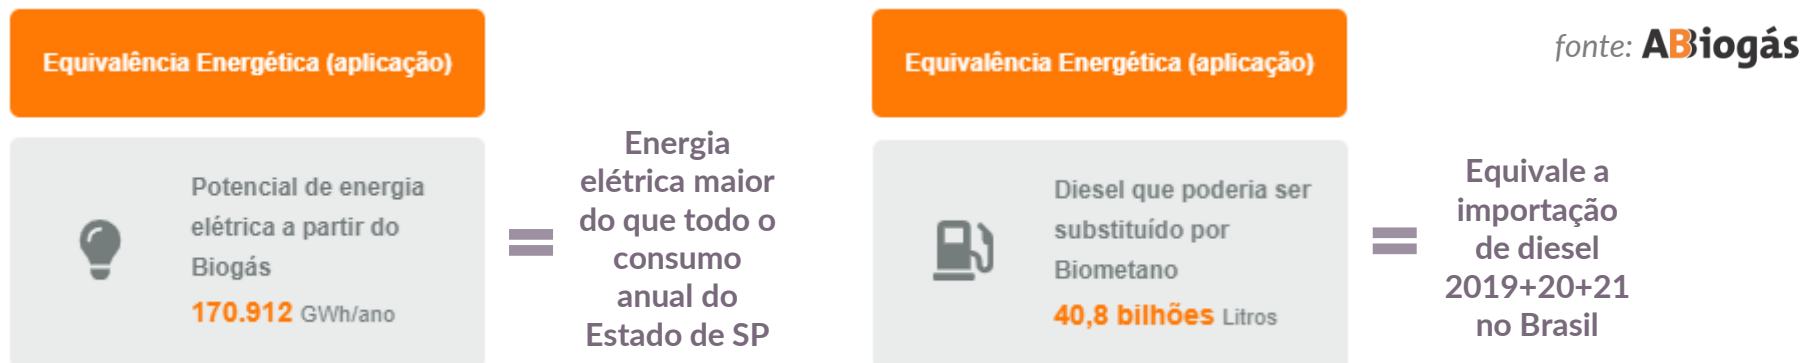 Equivalência Energética (aplicação)
Potencial de energia
elétrica a partir do
Biogás
170.912 GWh/ano
=
Energia
elétrica maior
do que todo o
consumo
anual do
Estado de SP
Equivalência Energética (aplicação)
Diesel que poderia ser
substituído por
Biometano
40,8 bilhões Litros
=
Equivale a
importação
de diesel
2019+20+21
no Brasil
fonte: ABiogás